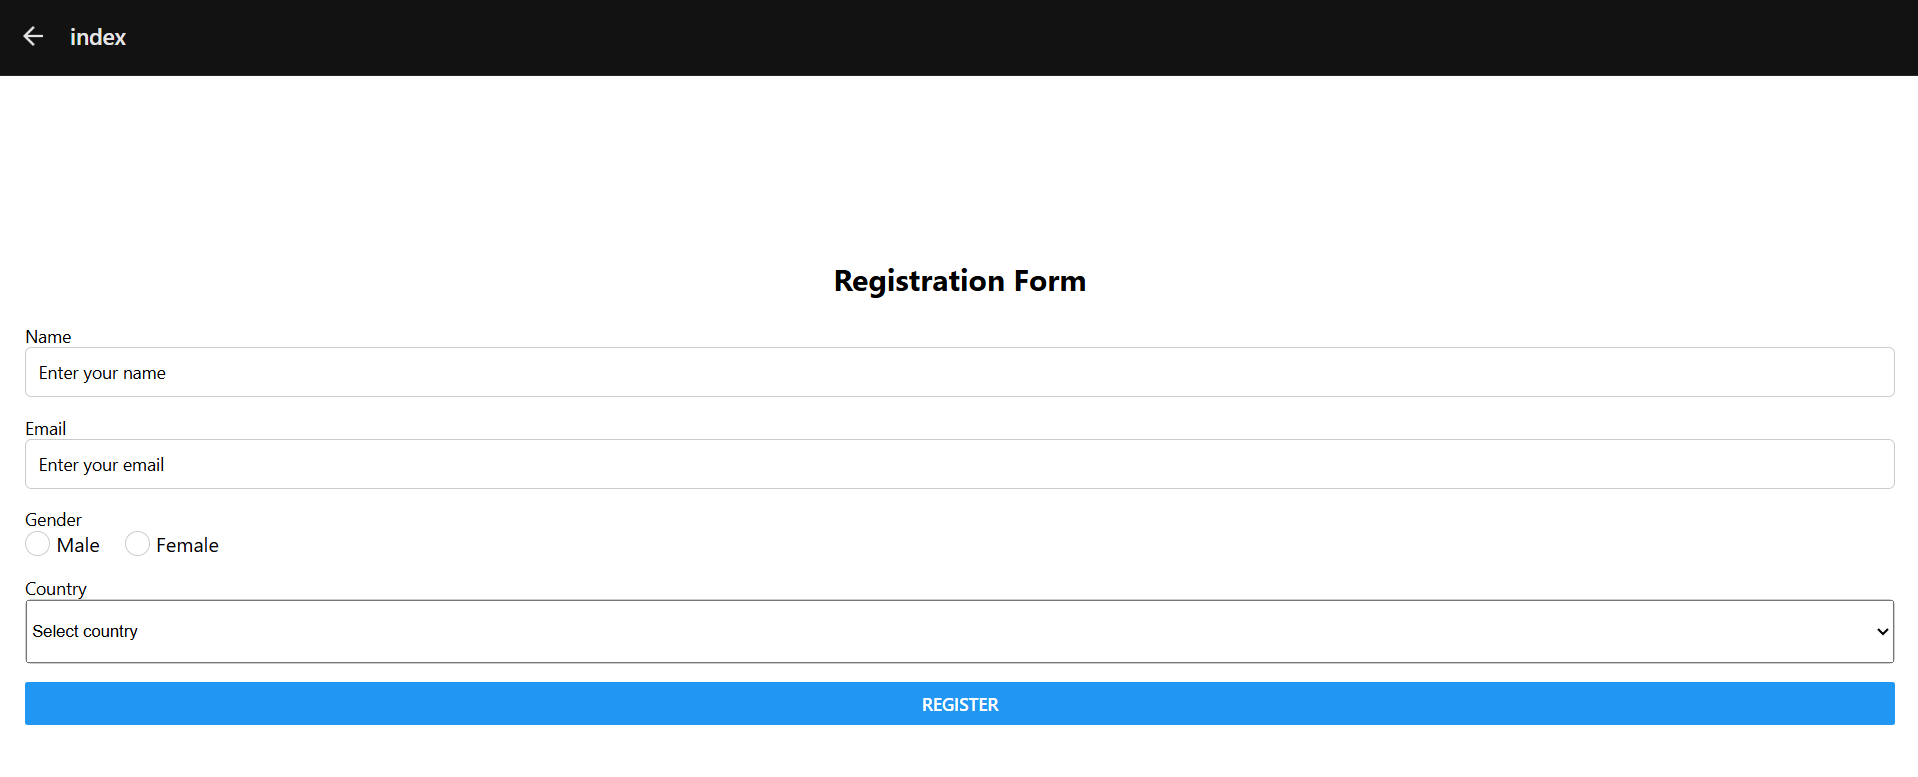 index
Registration Form
Name
Enter your name
Email
Enter your email
Gender
Male Female
Country
Select country
REGISTER